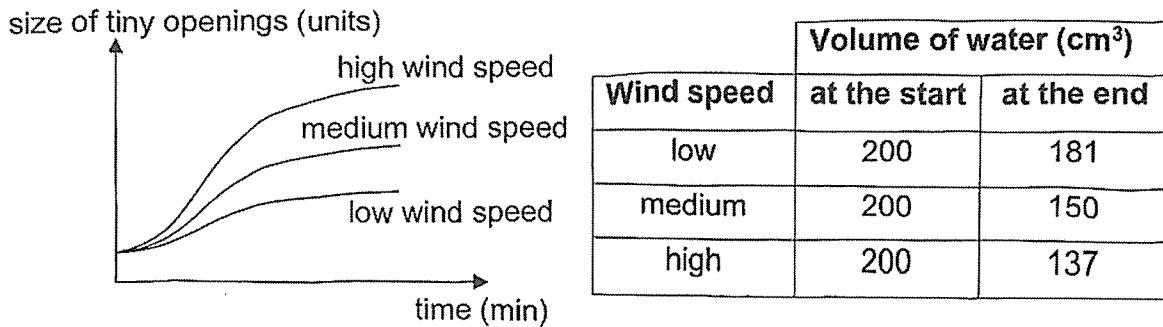 size of tiny openings (units)
high wind speed
medium wind speed
low wind speed
time (min)
Volume of water (cm³)
Wind speed at the start at the end
low 200 181
medium 200 150
high 200 137